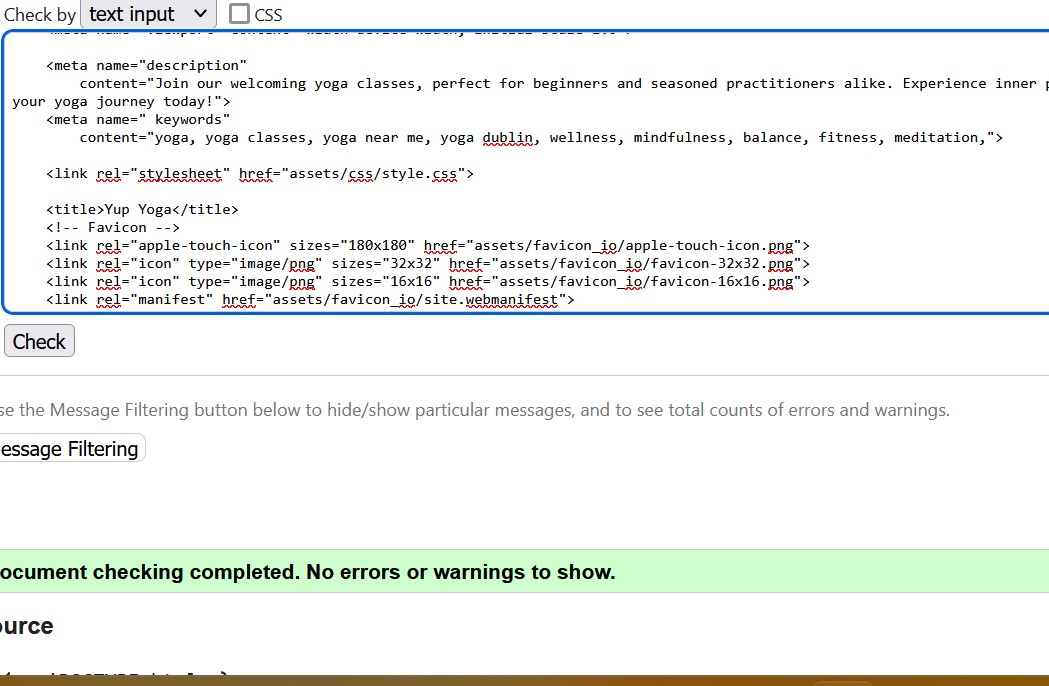 Check by text input CSS
<meta name="description"
content="Join our welcoming yoga classes, perfect for beginners and seasoned practitioners alike. Experience inner
your yoga journey today!">
<meta name=" keywords"
content="yoga, yoga classes, yoga near me, yoga dublin, wellness, mindfulness, balance, fitness, meditation,">
<link rel="stylesheet" href="assets/css/style.css">
<title>Yup Yoga</title>
<!-- Favicon -->
<link rel="apple-touch-icon" sizes="180x180" href="assets/favicon_io/apple-touch-icon.png">
<link rel="icon" type="image/png" sizes="32x32" href="assets/favicon_io/favicon-32x32.png">
<link rel="icon" type="image/png" sizes="16x16" href="assets/favicon_io/favicon-16x16.png">
<link rel="manifest" href="assets/favicon_io/site.webmanifest">
Check
se the Message Filtering button below to hide/show particular messages, and to see total counts of errors and warnings.
essage Filtering
ocument checking completed. No errors or warnings to show.
ource